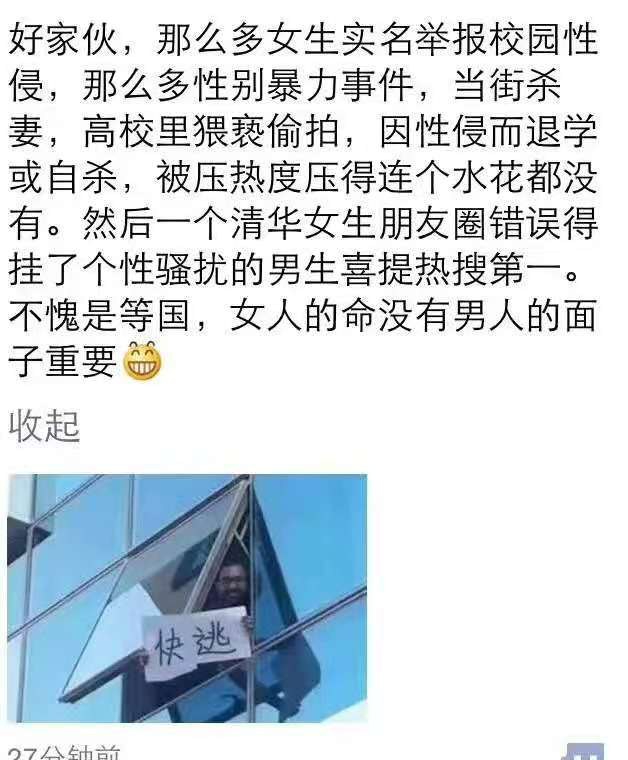 好家伙，那么多女生实名举报校园性
侵，那么多性别暴力事件，当街杀
妻，高校里猥亵偷拍，因性侵而退学
或自杀，被压热度压得连个水花都没
有。然后一个清华女生朋友圈错误得
挂了个性骚扰的男生喜提热搜第一。
不愧是等国，女人的命没有男人的面
子重要😁
收起
快逃
27分钟前